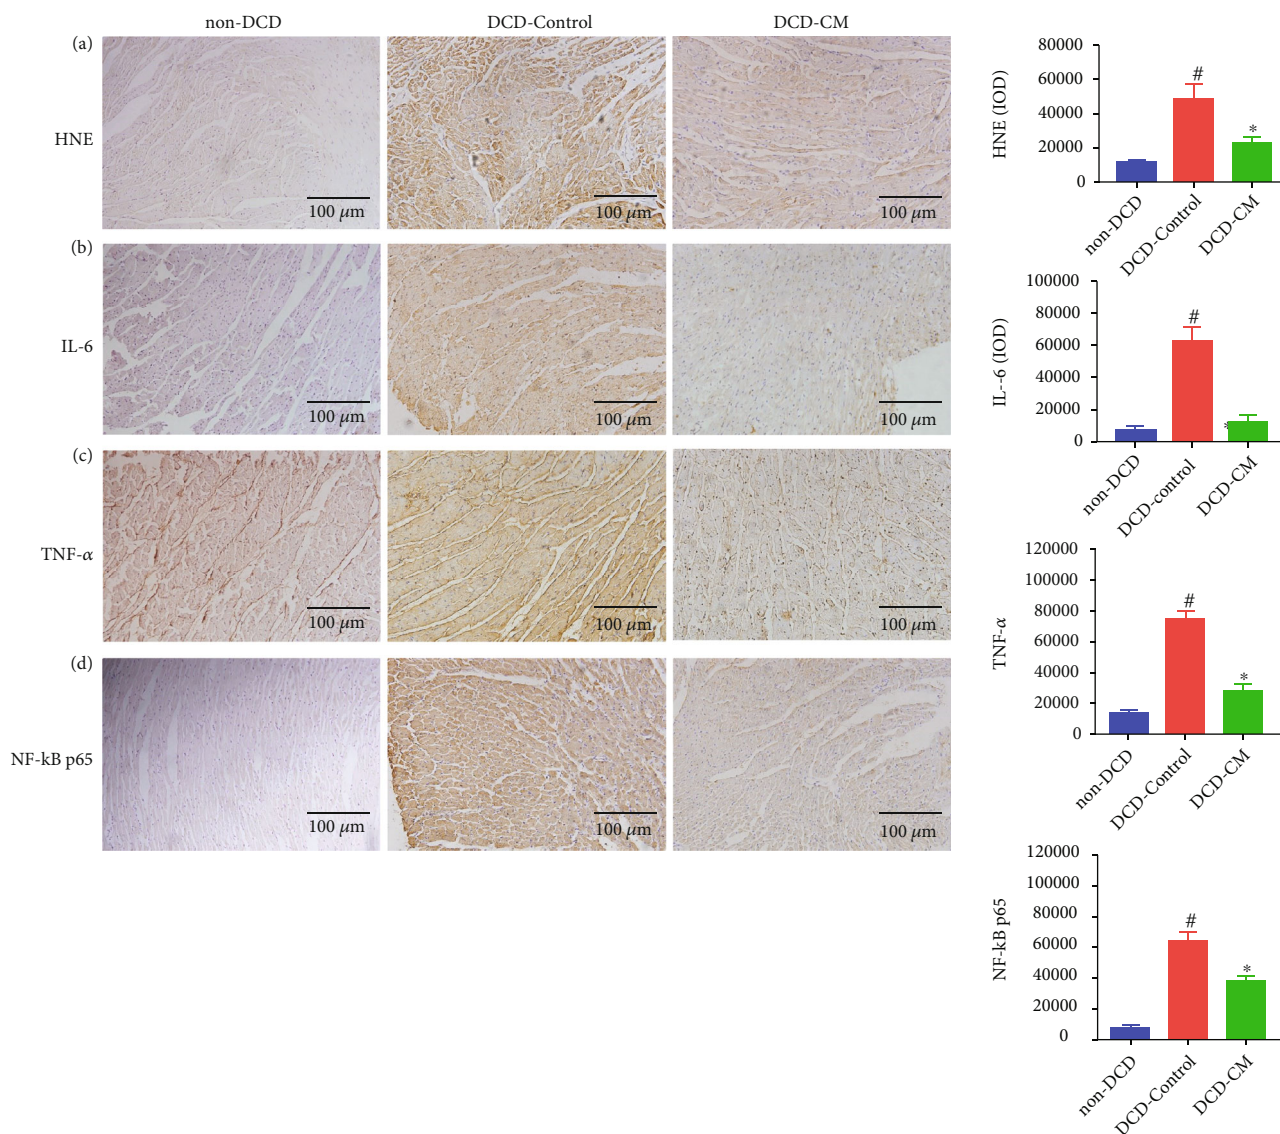 non-DCD DCD-Control DCD-CM
(a)
HNE
100 μm 100 μm 100 μm
(b)
IL-6
100 μm 100 μm 100 μm
(c)
TNF-α
100 μm 100 μm 100 μm
(d)
NF-kB p65
100 μm 100 μm 100 μm
HNE (IOD)
80000
60000
40000
20000
0
#
*
non-DCD DCD-Control DCD-CM
IL--6 (IOD)
100000
80000
60000
40000
20000
0
#
*
non-DCD DCD-control DCD-CM
TNF-α
120000
100000
80000
60000
40000
20000
0
#
*
non-DCD DCD-Control DCD-CM
NF-kB p65
120000
100000
80000
60000
40000
20000
0
#
*
non-DCD DCD-Control DCD-CM